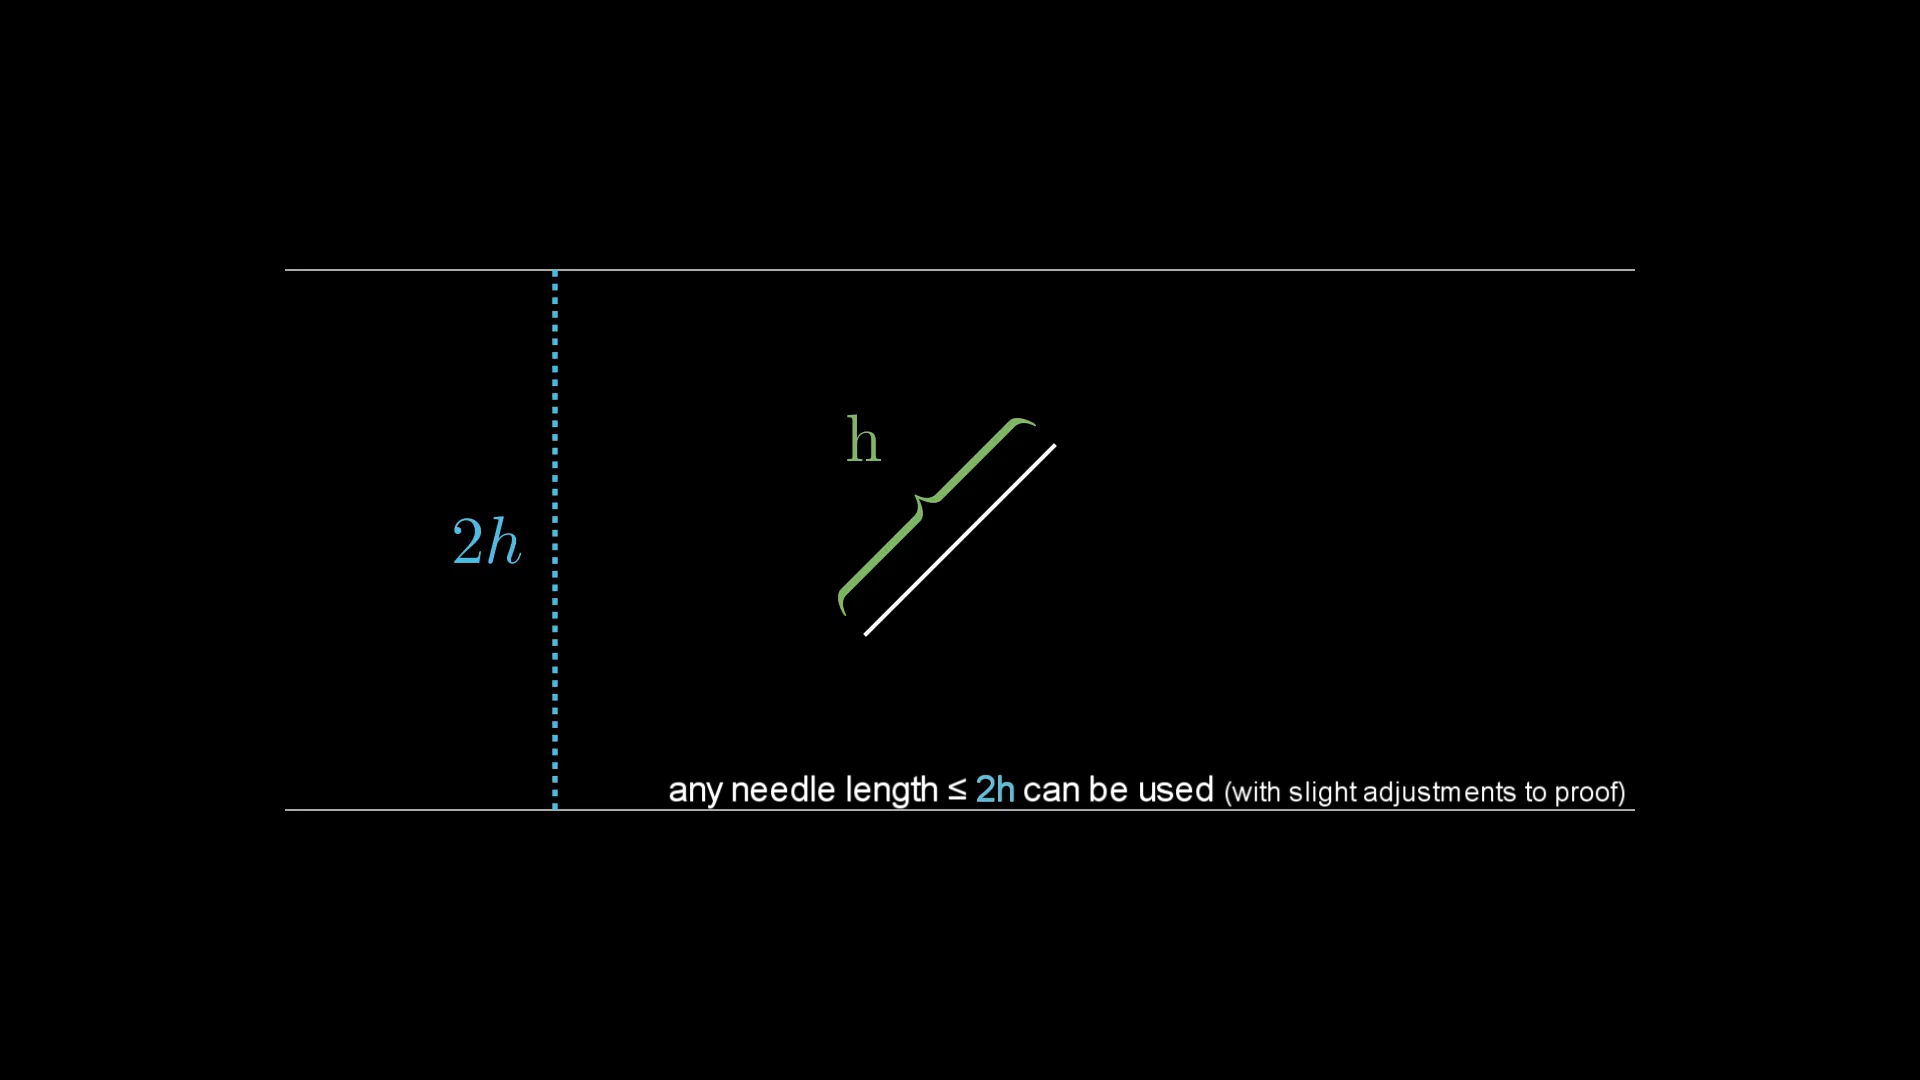 h
2h
any needle length ≤ 2h can be used (with slight adjustments to proof)